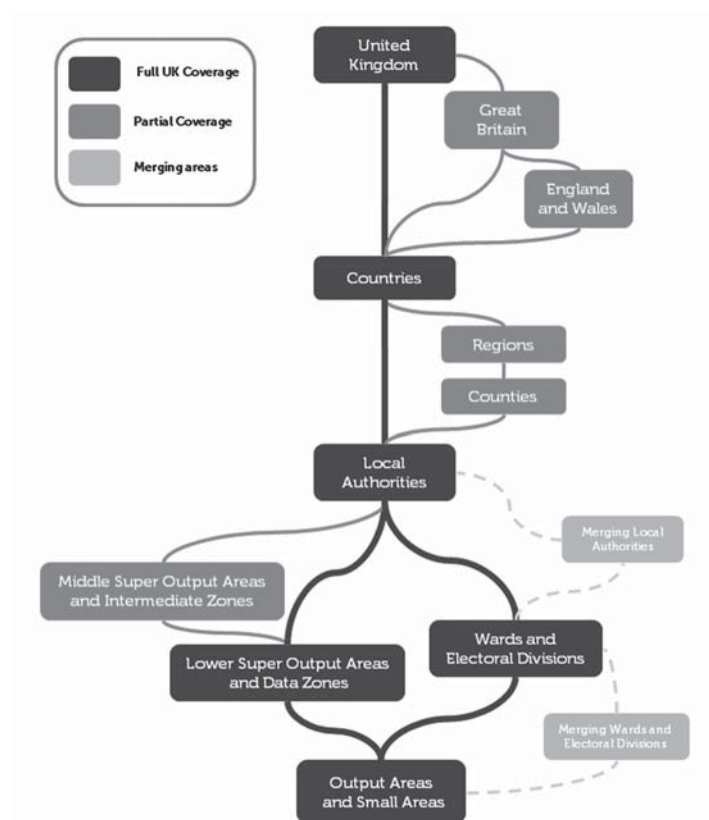 Full UK Coverage
Partial Coverage
Merging areas
United
Kingdom
Great
Britain
England
and Wales
Countries
Regions
Counties
Local
Authorities
Merging Local
Authorities
Middle Super Output Areas
and Intermediate Zones
Wards and
Electoral Divisions
Lower Super Output Areas
and Data Zones
Merging Wards and
Electoral Divisions
Output Areas
and Small Areas